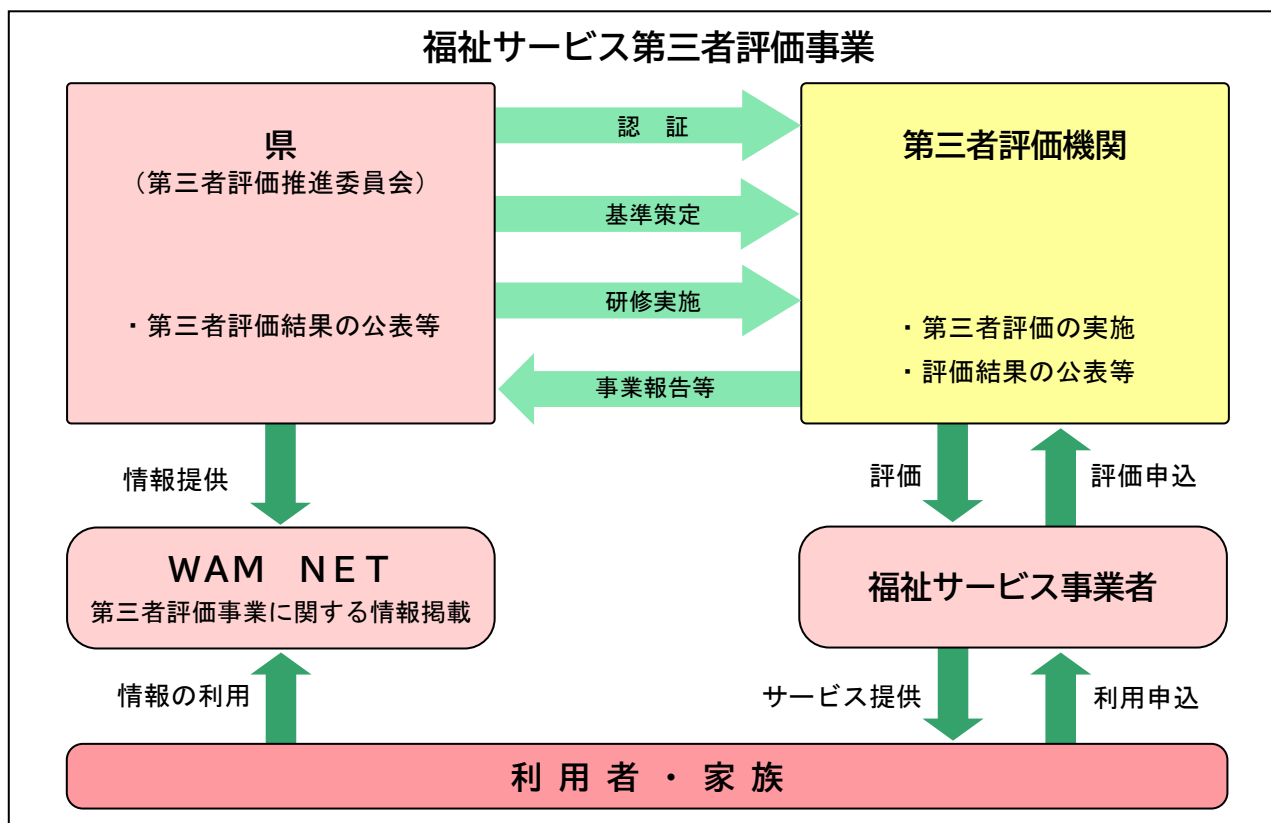 福祉サービス第三者評価事業
県
（第三者評価推進委員会）
・第三者評価結果の公表等
認　証
基準策定
研修実施
事業報告等
第三者評価機関
・第三者評価の実施
・評価結果の公表等
情報提供
評価
評価申込
ＷＡＭ　ＮＥＴ
第三者評価事業に関する情報掲載
福祉サービス事業者
情報の利用
サービス提供
利用申込
利 用 者 ・ 家 族